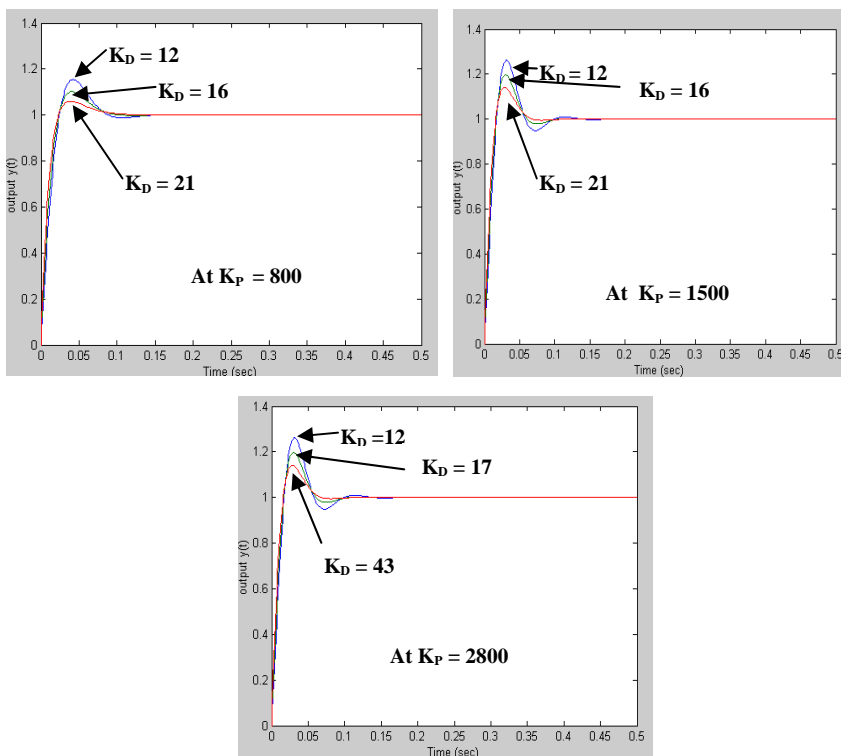 1.4
1.2
1
0.8
0.6
0.4
0.2
0
output y(t)
K_D = 12
K_D = 16
K_D = 21
At K_P = 800
0 0.05 0.1 0.15 0.2 0.25 0.3 0.35 0.4 0.45 0.5
Time (sec)
1.4
1.2
1
0.8
0.6
0.4
0.2
0
output y(t)
K_D = 12
K_D = 16
K_D = 21
At K_P = 1500
0 0.05 0.1 0.15 0.2 0.25 0.3 0.35 0.4 0.45 0.5
Time (sec)
1.4
1.2
1
0.8
0.6
0.4
0.2
0
output y(t)
K_D =12
K_D = 17
K_D = 43
At K_P = 2800
0 0.05 0.1 0.15 0.2 0.25 0.3 0.35 0.4 0.45 0.5
Time (sec)